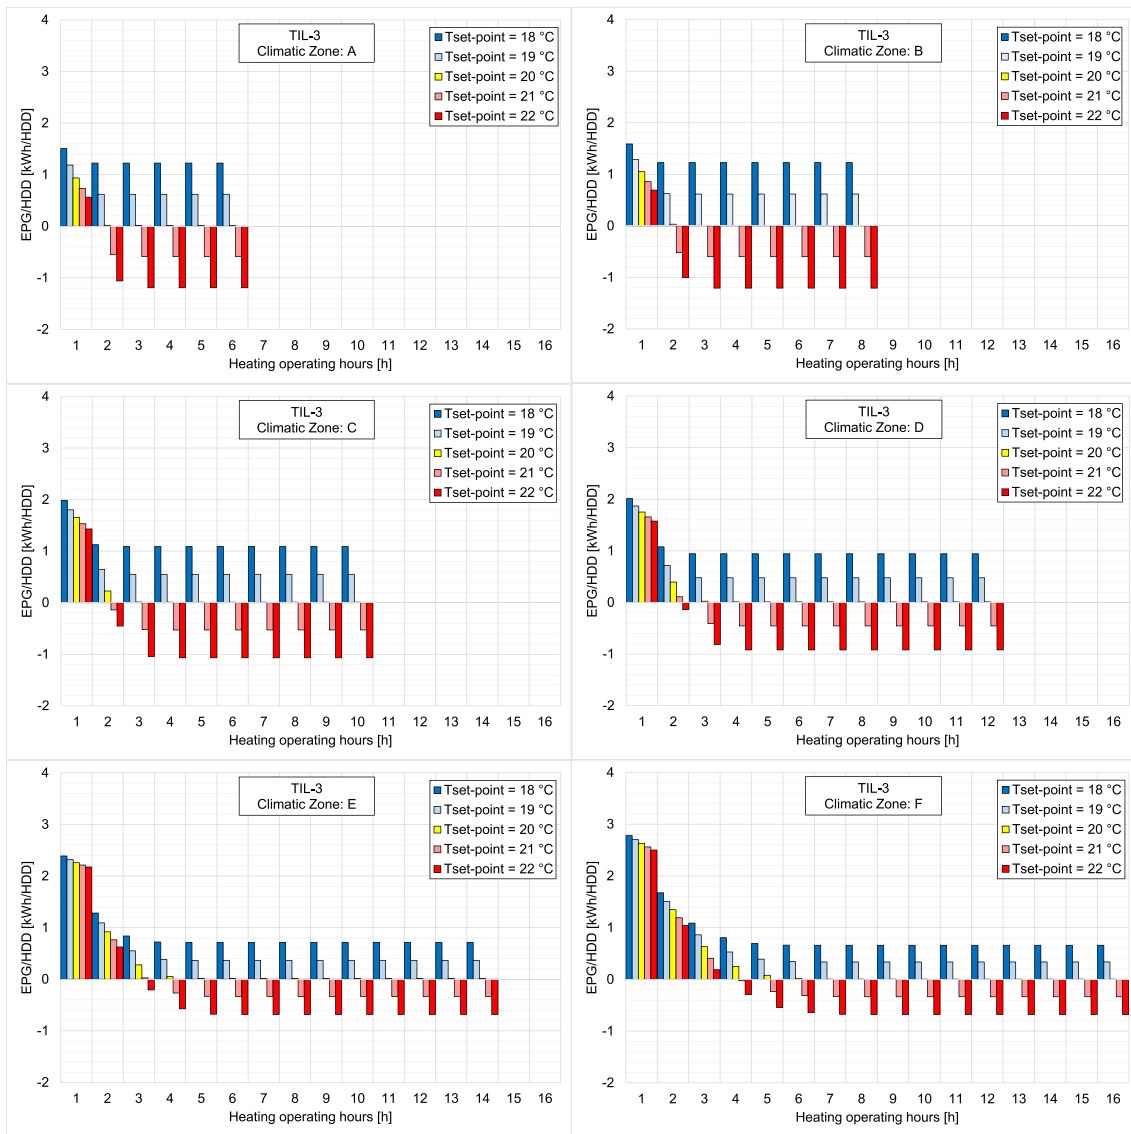 TIL-3
Climatic Zone: A
Tset-point = 18 °C
Tset-point = 19 °C
Tset-point = 20 °C
Tset-point = 21 °C
Tset-point = 22 °C
EPG/HDD [kWh/HDD]
4
3
2
1
0
-1
-2
1 2 3 4 5 6 7 8 9 10 11 12 13 14 15 16
Heating operating hours [h]
TIL-3
Climatic Zone: B
Tset-point = 18 °C
Tset-point = 19 °C
Tset-point = 20 °C
Tset-point = 21 °C
Tset-point = 22 °C
EPG/HDD [kWh/HDD]
4
3
2
1
0
-1
-2
1 2 3 4 5 6 7 8 9 10 11 12 13 14 15 16
Heating operating hours [h]
TIL-3
Climatic Zone: C
Tset-point = 18 °C
Tset-point = 19 °C
Tset-point = 20 °C
Tset-point = 21 °C
Tset-point = 22 °C
EPG/HDD [kWh/HDD]
4
3
2
1
0
-1
-2
1 2 3 4 5 6 7 8 9 10 11 12 13 14 15 16
Heating operating hours [h]
TIL-3
Climatic Zone: D
Tset-point = 18 °C
Tset-point = 19 °C
Tset-point = 20 °C
Tset-point = 21 °C
Tset-point = 22 °C
EPG/HDD [kWh/HDD]
4
3
2
1
0
-1
-2
1 2 3 4 5 6 7 8 9 10 11 12 13 14 15 16
Heating operating hours [h]
TIL-3
Climatic Zone: E
Tset-point = 18 °C
Tset-point = 19 °C
Tset-point = 20 °C
Tset-point = 21 °C
Tset-point = 22 °C
EPG/HDD [kWh/HDD]
4
3
2
1
0
-1
-2
1 2 3 4 5 6 7 8 9 10 11 12 13 14 15 16
Heating operating hours [h]
TIL-3
Climatic Zone: F
Tset-point = 18 °C
Tset-point = 19 °C
Tset-point = 20 °C
Tset-point = 21 °C
Tset-point = 22 °C
EPG/HDD [kWh/HDD]
4
3
2
1
0
-1
-2
1 2 3 4 5 6 7 8 9 10 11 12 13 14 15 16
Heating operating hours [h]